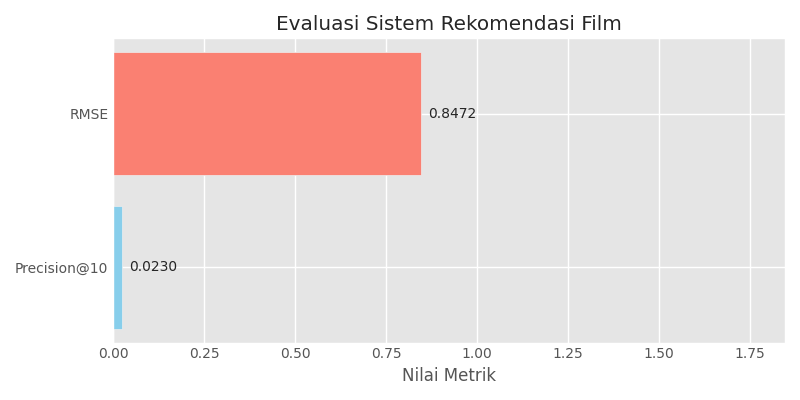 Evaluasi Sistem Rekomendasi Film
RMSE
0.8472
Precision@10
0.0230
0.00 0.25 0.50 0.75 1.00 1.25 1.50 1.75
Nilai Metrik